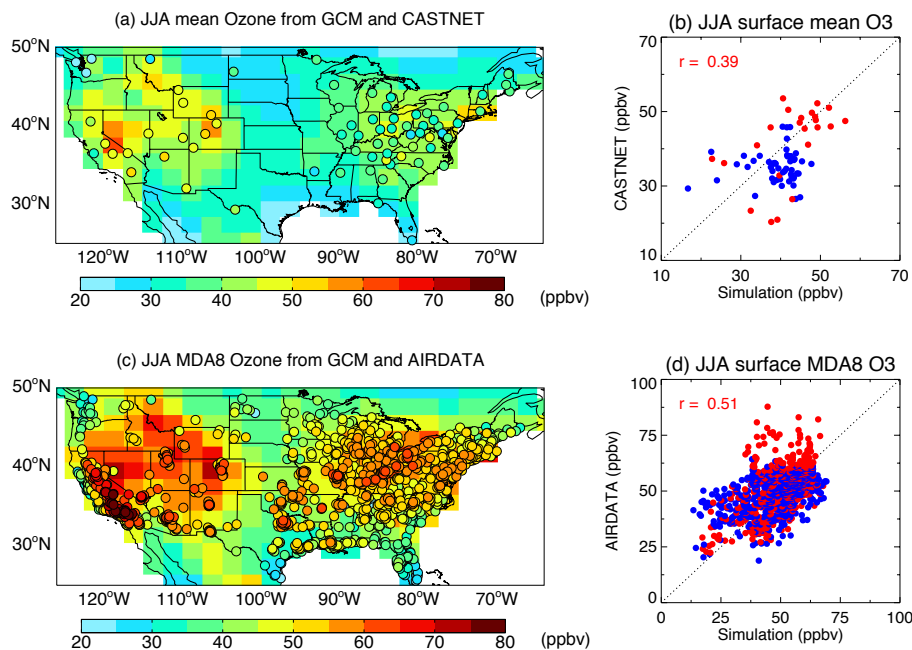 (a) JJA mean Ozone from GCM and CASTNET
50°N
40°N
30°N
120°W 110°W 100°W 90°W 80°W 70°W
20 30 40 50 60 70 80 (ppbv)
(b) JJA surface mean O3
r = 0.39
CASTNET (ppbv)
70
50
30
10
10 30 50 70
Simulation (ppbv)
(c) JJA MDA8 Ozone from GCM and AIRDATA
50°N
40°N
30°N
120°W 110°W 100°W 90°W 80°W 70°W
20 30 40 50 60 70 80 (ppbv)
(d) JJA surface MDA8 O3
r = 0.51
AIRDATA (ppbv)
100
75
50
25
0
0 25 50 75 100
Simulation (ppbv)